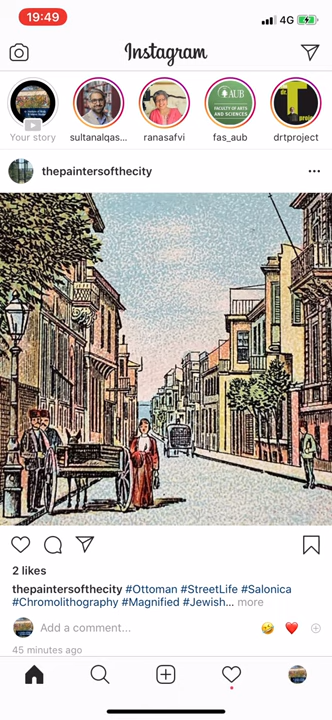 19:49
4G
Instagram
Your story
sultanalqas...
ranasafvi
fas_aub
drtproject
AUB
FACULTY OF ARTS
AND SCIENCES
thepaintersofthecity
2 likes
thepaintersofthecity #Ottoman #StreetLife #Salonica
#Chromolithography #Magnified #Jewish... more
Add a comment...
45 minutes ago